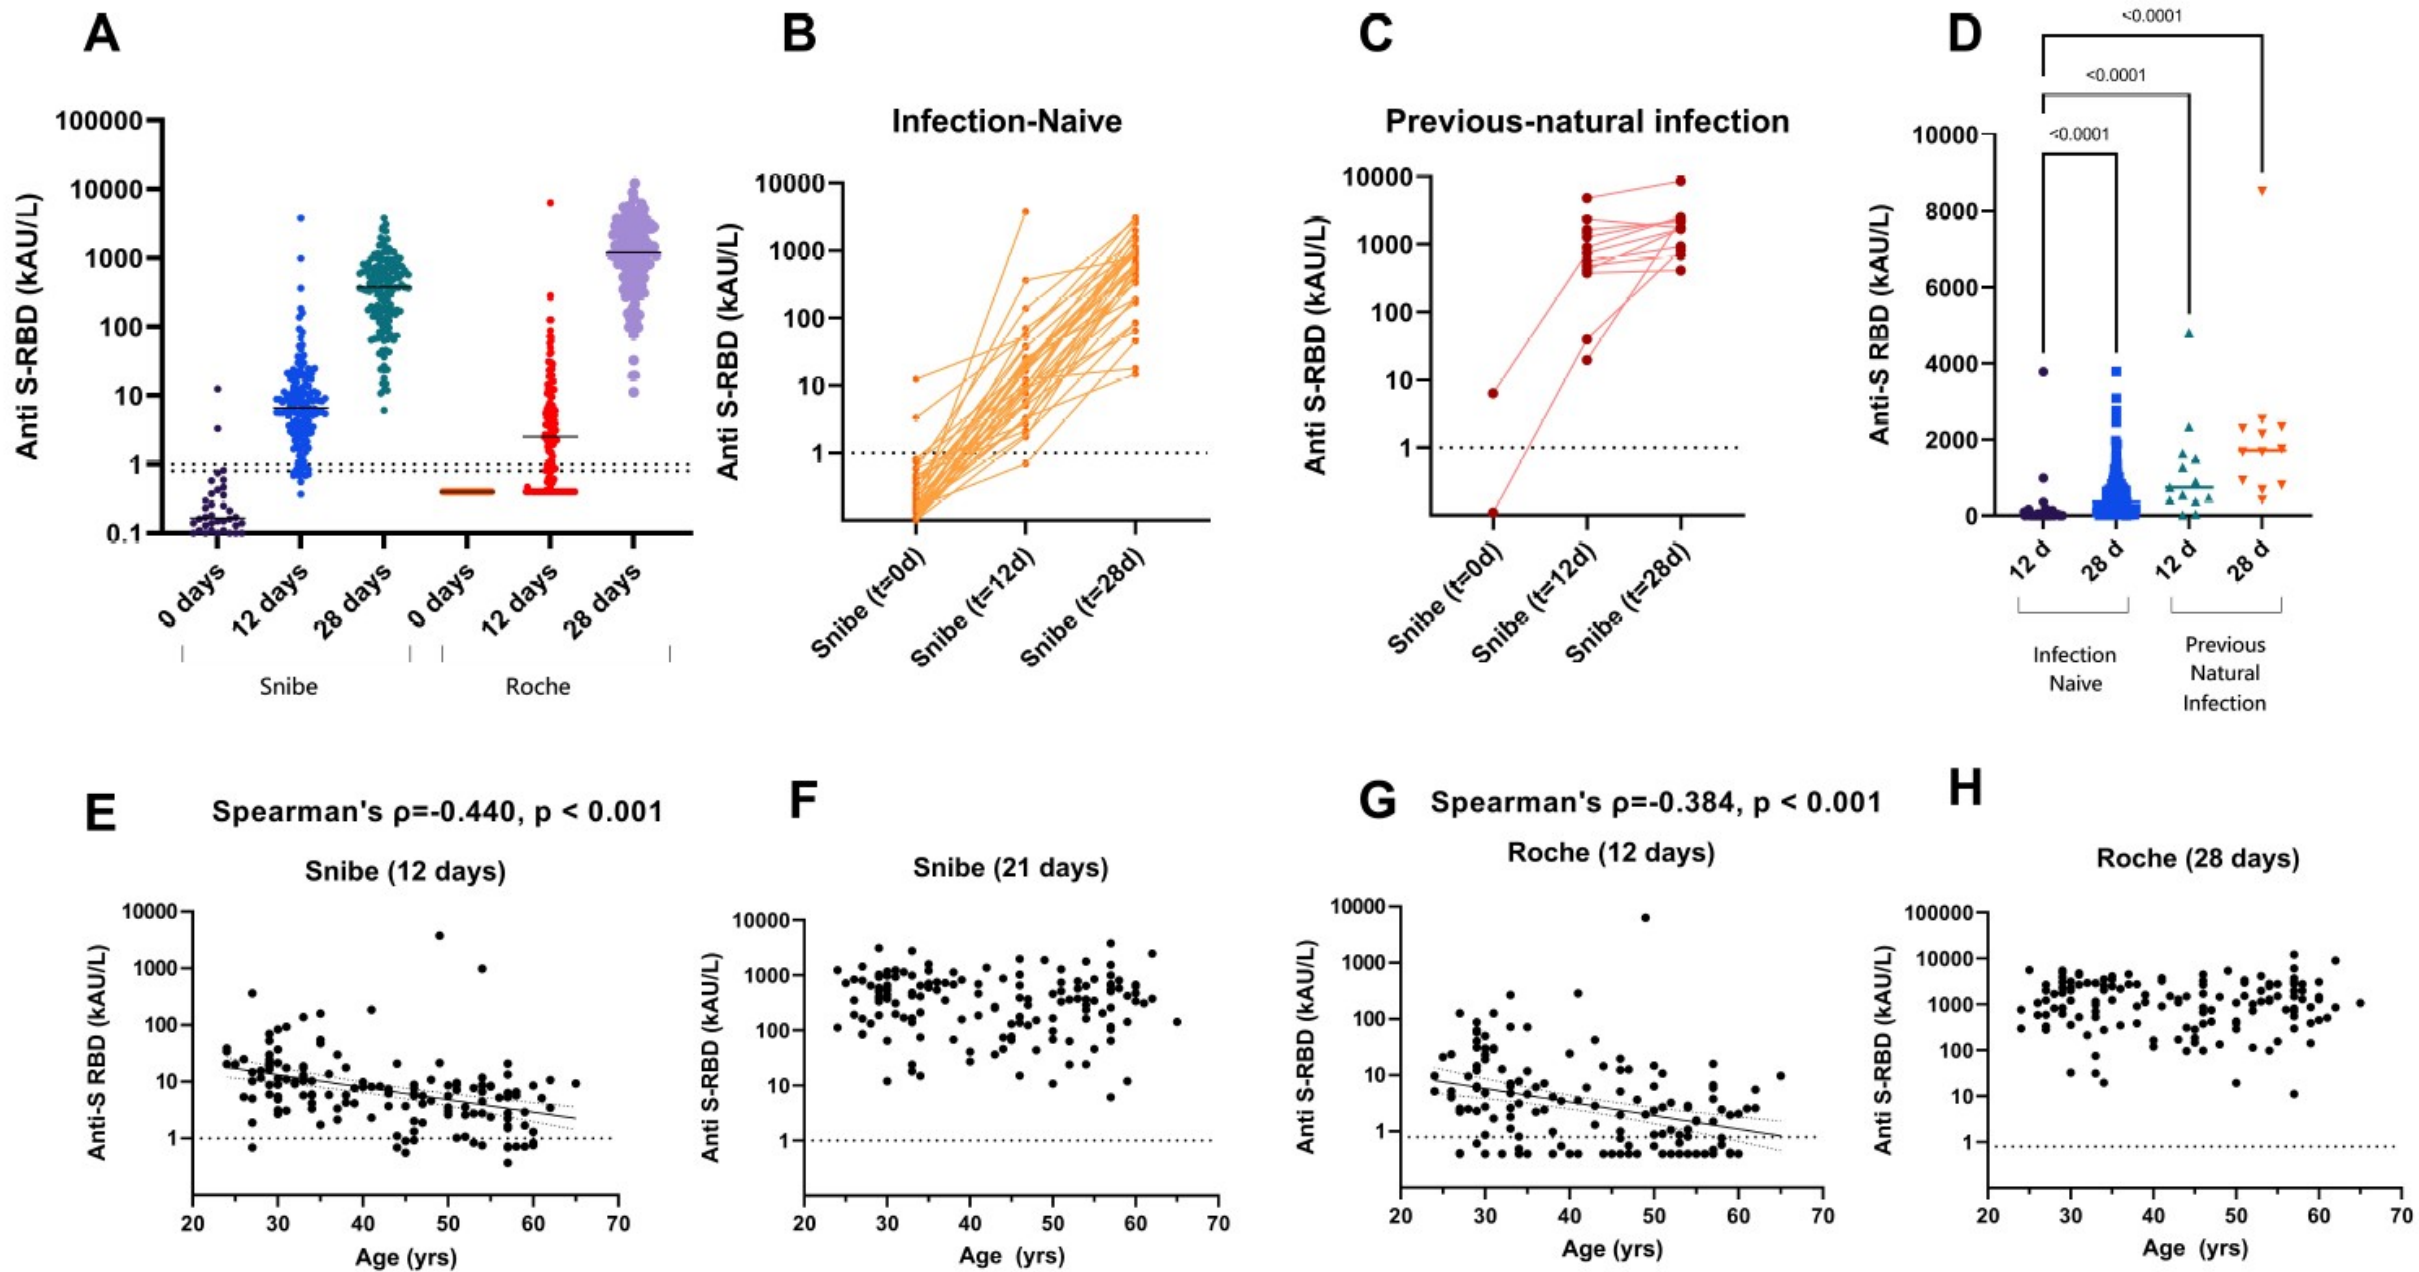 A
Anti S-RBD (kAU/L)
100000
10000
1000
100
10
1
0.1
0 days
12 days
28 days
0 days
12 days
28 days
Snibe
Roche
B
Infection-Naive
Anti S-RBD (kAU/L)
10000
1000
100
10
1
Snibe (t=0d)
Snibe (t=12d)
Snibe (t=28d)
C
Previous-natural infection
Anti S-RBD (kAU/L)
10000
1000
100
10
1
Snibe (t=0d)
Snibe (t=12d)
Snibe (t=28d)
D
<0.0001
<0.0001
<0.0001
Anti-S RBD (kAU/L)
10000
8000
6000
4000
2000
0
12 d
28 d
12 d
28 d
Infection
Naive
Previous
Natural
Infection
E
Spearman's ρ=-0.440, p < 0.001
Snibe (12 days)
Anti-S RBD (kAU/L)
10000
1000
100
10
1
20
30
40
50
60
70
Age (yrs)
F
Snibe (21 days)
Anti S-RBD (kAU/L)
10000
1000
100
10
1
20
30
40
50
60
70
Age (yrs)
G
Spearman's ρ=-0.384, p < 0.001
Roche (12 days)
Anti S-RBD (kAU/L)
10000
1000
100
10
1
20
30
40
50
60
70
Age (yrs)
H
Roche (28 days)
Anti S-RBD (kAU/L)
100000
10000
1000
100
10
1
20
30
40
50
60
70
Age (yrs)